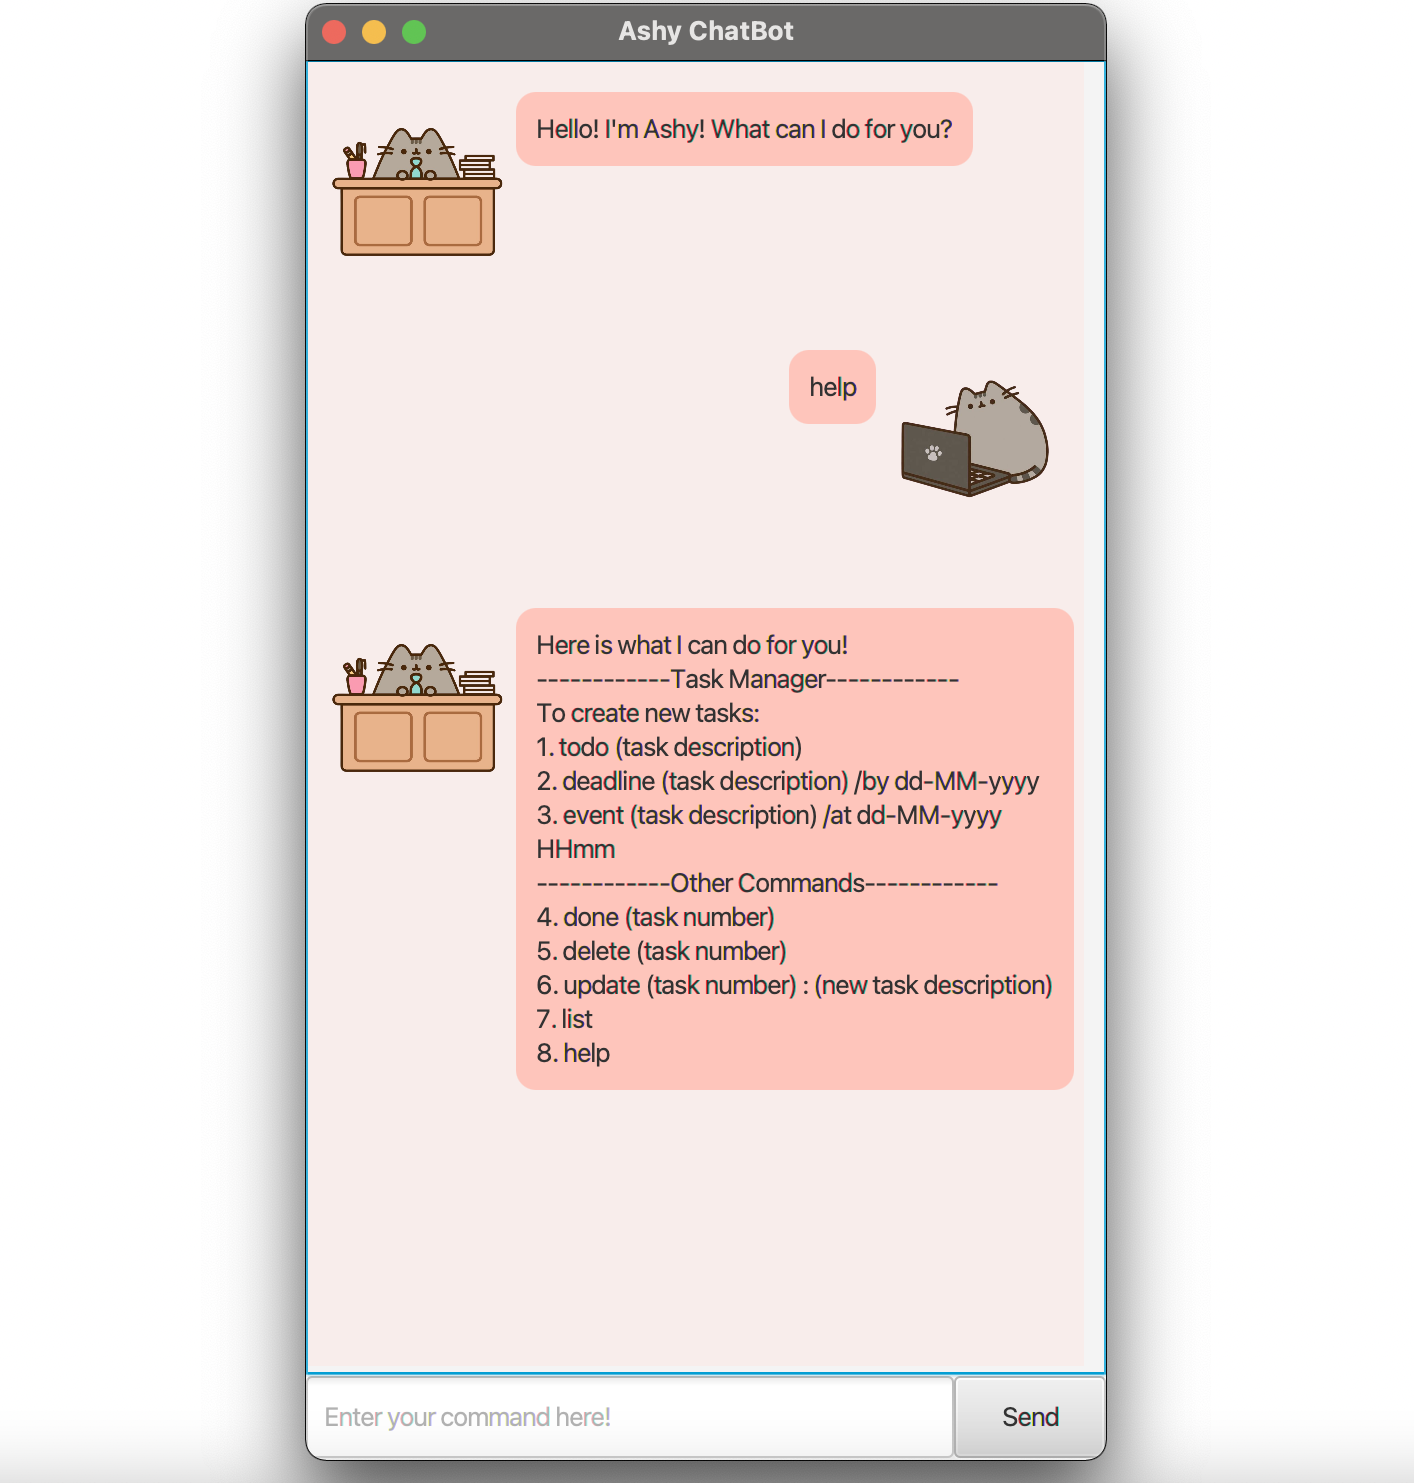 Ashy ChatBot
Hello! I'm Ashy! What can I do for you?
help
Here is what I can do for you!
------------Task Manager------------
To create new tasks:
1. todo (task description)
2. deadline (task description) /by dd-MM-yyyy
3. event (task description) /at dd-MM-yyyy
HHmm
------------Other Commands------------
4. done (task number)
5. delete (task number)
6. update (task number) : (new task description)
7. list
8. help
Enter your command here!
Send